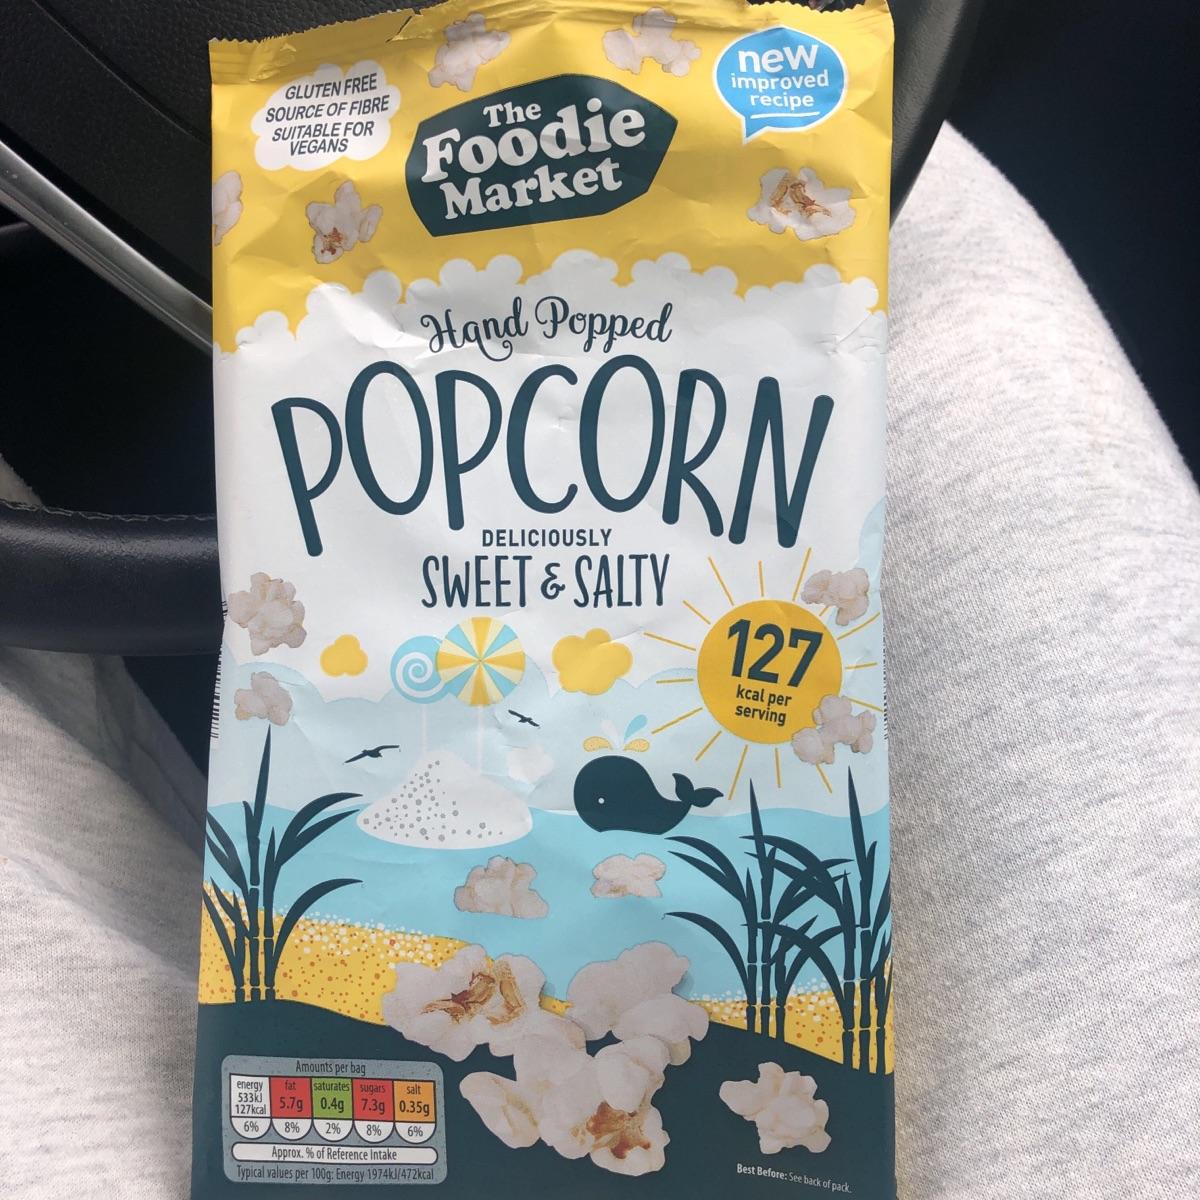 GLUTEN FREE
SOURCE OF FIBRE
SUITABLE FOR
VEGANS
The
Foodie
Market
new
improved
recipe
Hand Popped
POPCORN
DELICIOUSLY
SWEET & SALTY
127
kcal per
serving
Amounts per bag
energy
533kJ
127kcal
6%
fat
5.7g
8%
saturates
0.4g
2%
sugars
7.3g
8%
salt
0.35g
6%
Approx. % of Reference Intake
Typical values per 100g: Energy 1974kJ/472kcal
Best Before: See back of pack.